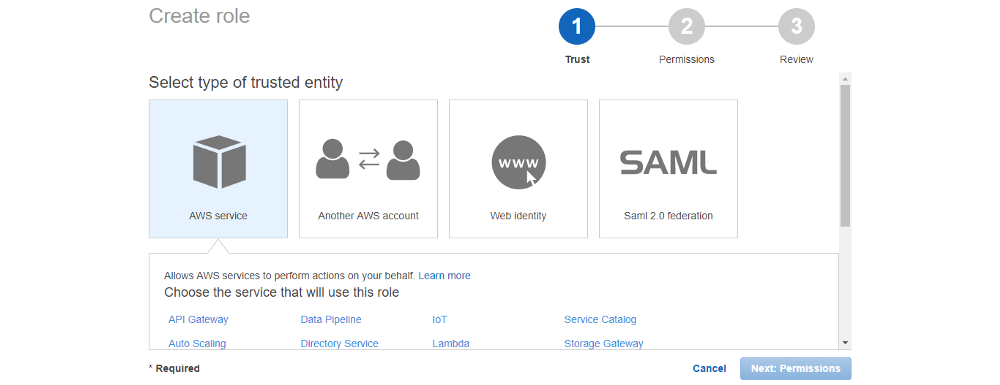 Create role
1 2 3
Trust Permissions Review
Select type of trusted entity
www SAML
AWS service Another AWS account Web identity Saml 2.0 federation
Allows AWS services to perform actions on your behalf. Learn more
Choose the service that will use this role
API Gateway Data Pipeline IoT Service Catalog
Auto Scaling Directory Service Lambda Storage Gateway
* Required Cancel Next: Permissions